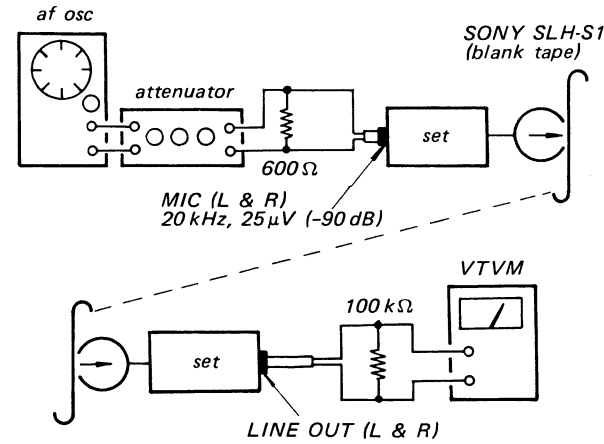 af osc
SONY SLH-S1
(blank tape)
attenuator
set
600Ω
MIC (L & R)
20 kHz, 25μV (–90 dB)
VTVM
100 kΩ
set
LINE OUT (L & R)